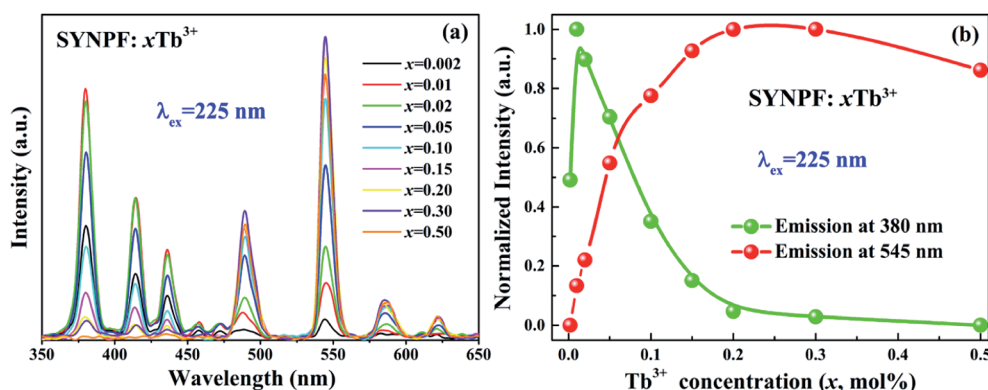 SYNPF: xTb³⁺
(a)
λex=225 nm
x=0.002
x=0.01
x=0.02
x=0.05
x=0.10
x=0.15
x=0.20
x=0.30
x=0.50
Intensity (a.u.)
350 400 450 500 550 600 650
Wavelength (nm)
(b)
SYNPF: xTb³⁺
λex=225 nm
Emission at 380 nm
Emission at 545 nm
Normalized Intensity (a.u.)
1.0
0.8
0.6
0.4
0.2
0.0
0.0 0.1 0.2 0.3 0.4 0.5
Tb³⁺ concentration (x, mol%)